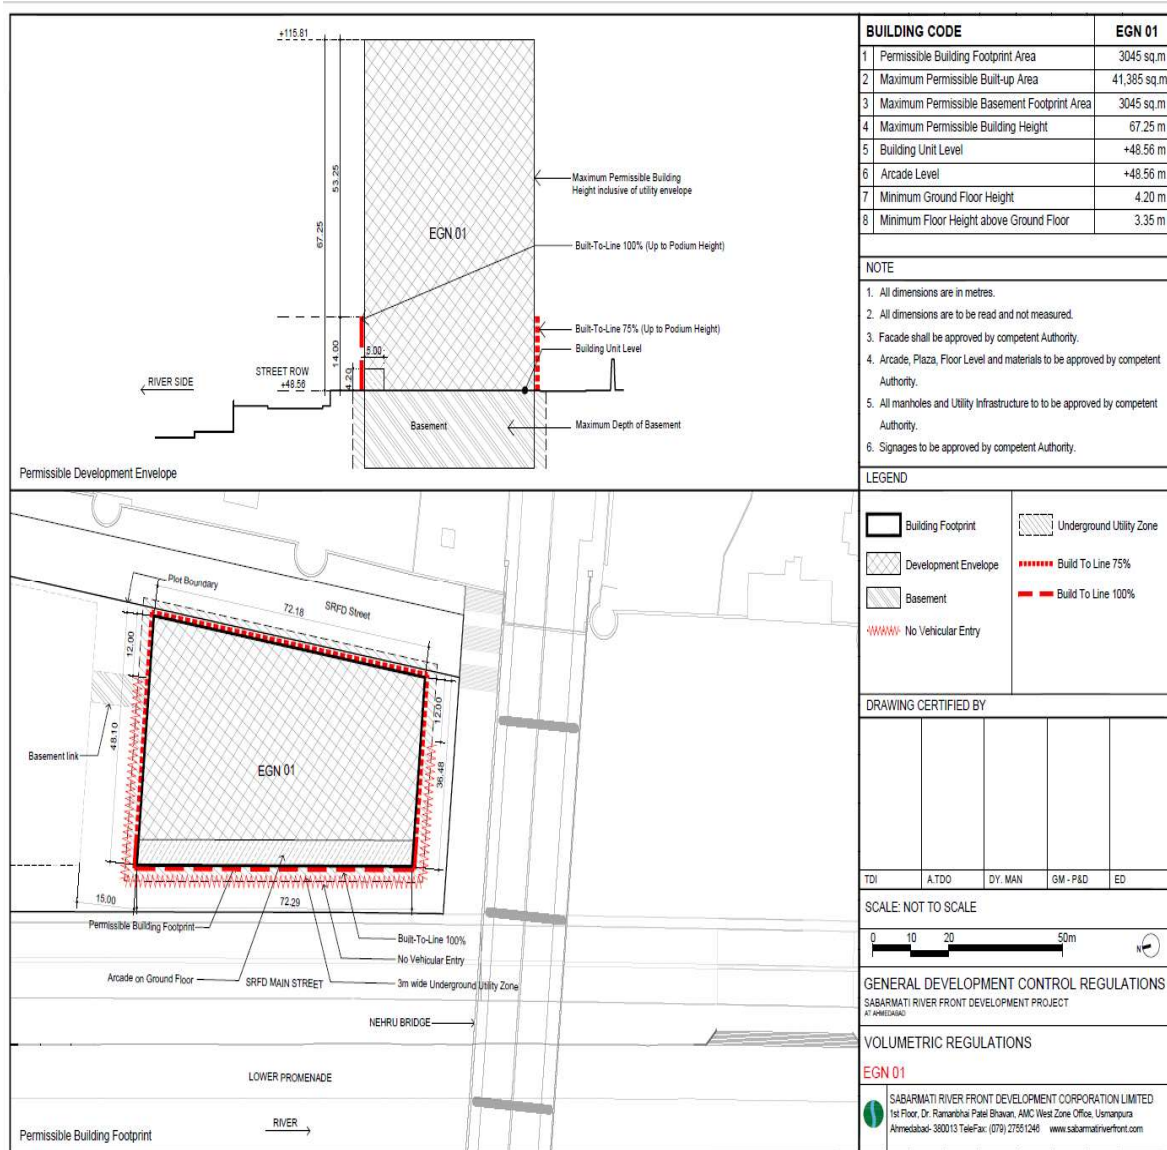 +115.81
53.25
67.25
14.00
4.20
5.00
EGN 01
Maximum Permissible Building
Height inclusive of utility envelope
Built-To-Line 100% (Up to Podium Height)
Built-To-Line 75% (Up to Podium Height)
Building Unit Level
RIVER SIDE
STREET ROW
+48.56
Basement
Maximum Depth of Basement
Permissible Development Envelope
Plot Boundary
72.18
SRFD Street
12.00
48.10
12.00
36.48
Basement link
EGN 01
15.00
72.29
Permissible Building Footprint
Built-To-Line 100%
No Vehicular Entry
Arcade on Ground Floor
SRFD MAIN STREET
3m wide Underground Utility Zone
NEHRU BRIDGE
LOWER PROMENADE
RIVER
Permissible Building Footprint
BUILDING CODE EGN 01
1 Permissible Building Footprint Area 3045 sq.m
2 Maximum Permissible Built-up Area 41,385 sq.m
3 Maximum Permissible Basement Footprint Area 3045 sq.m
4 Maximum Permissible Building Height 67.25 m
5 Building Unit Level +48.56 m
6 Arcade Level +48.56 m
7 Minimum Ground Floor Height 4.20 m
8 Minimum Floor Height above Ground Floor 3.35 m
NOTE
1. All dimensions are in metres.
2. All dimensions are to be read and not measured.
3. Facade shall be approved by competent Authority.
4. Arcade, Plaza, Floor Level and materials to be approved by competent
Authority.
5. All manholes and Utility Infrastructure to to be approved by competent
Authority.
6. Signages to be approved by competent Authority.
LEGEND
Building Footprint
Development Envelope
Basement
No Vehicular Entry
Underground Utility Zone
Build To Line 75%
Build To Line 100%
DRAWING CERTIFIED BY
TDI A.TDO DY. MAN GM - P&D ED
SCALE: NOT TO SCALE
0 10 20 50m
N
GENERAL DEVELOPMENT CONTROL REGULATIONS
SABARMATI RIVER FRONT DEVELOPMENT PROJECT
AT AHMEDABAD
VOLUMETRIC REGULATIONS
EGN 01
SABARMATI RIVER FRONT DEVELOPMENT CORPORATION LIMITED
1st Floor, Dr. Ramanbhai Patel Bhavan, AMC West Zone Office, Usmanpura
Ahmedabad- 380013 TeleFax: (079) 27551246 www.sabarmatiriverfront.com